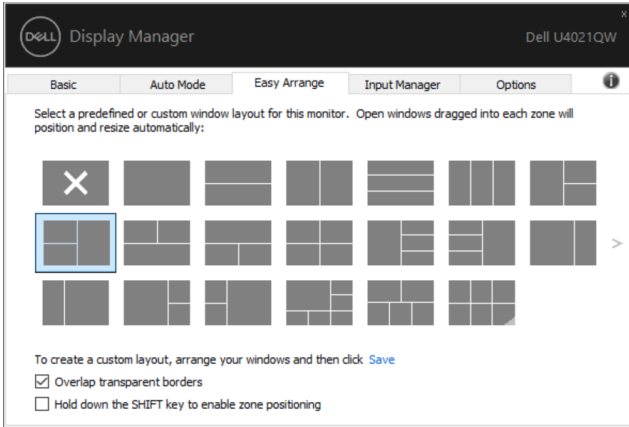 x
DELL Display Manager
Dell U4021QW
Basic Auto Mode Easy Arrange Input Manager Options i
Select a predefined or custom window layout for this monitor. Open windows dragged into each zone will
position and resize automatically:
To create a custom layout, arrange your windows and then click Save
Overlap transparent borders
Hold down the SHIFT key to enable zone positioning